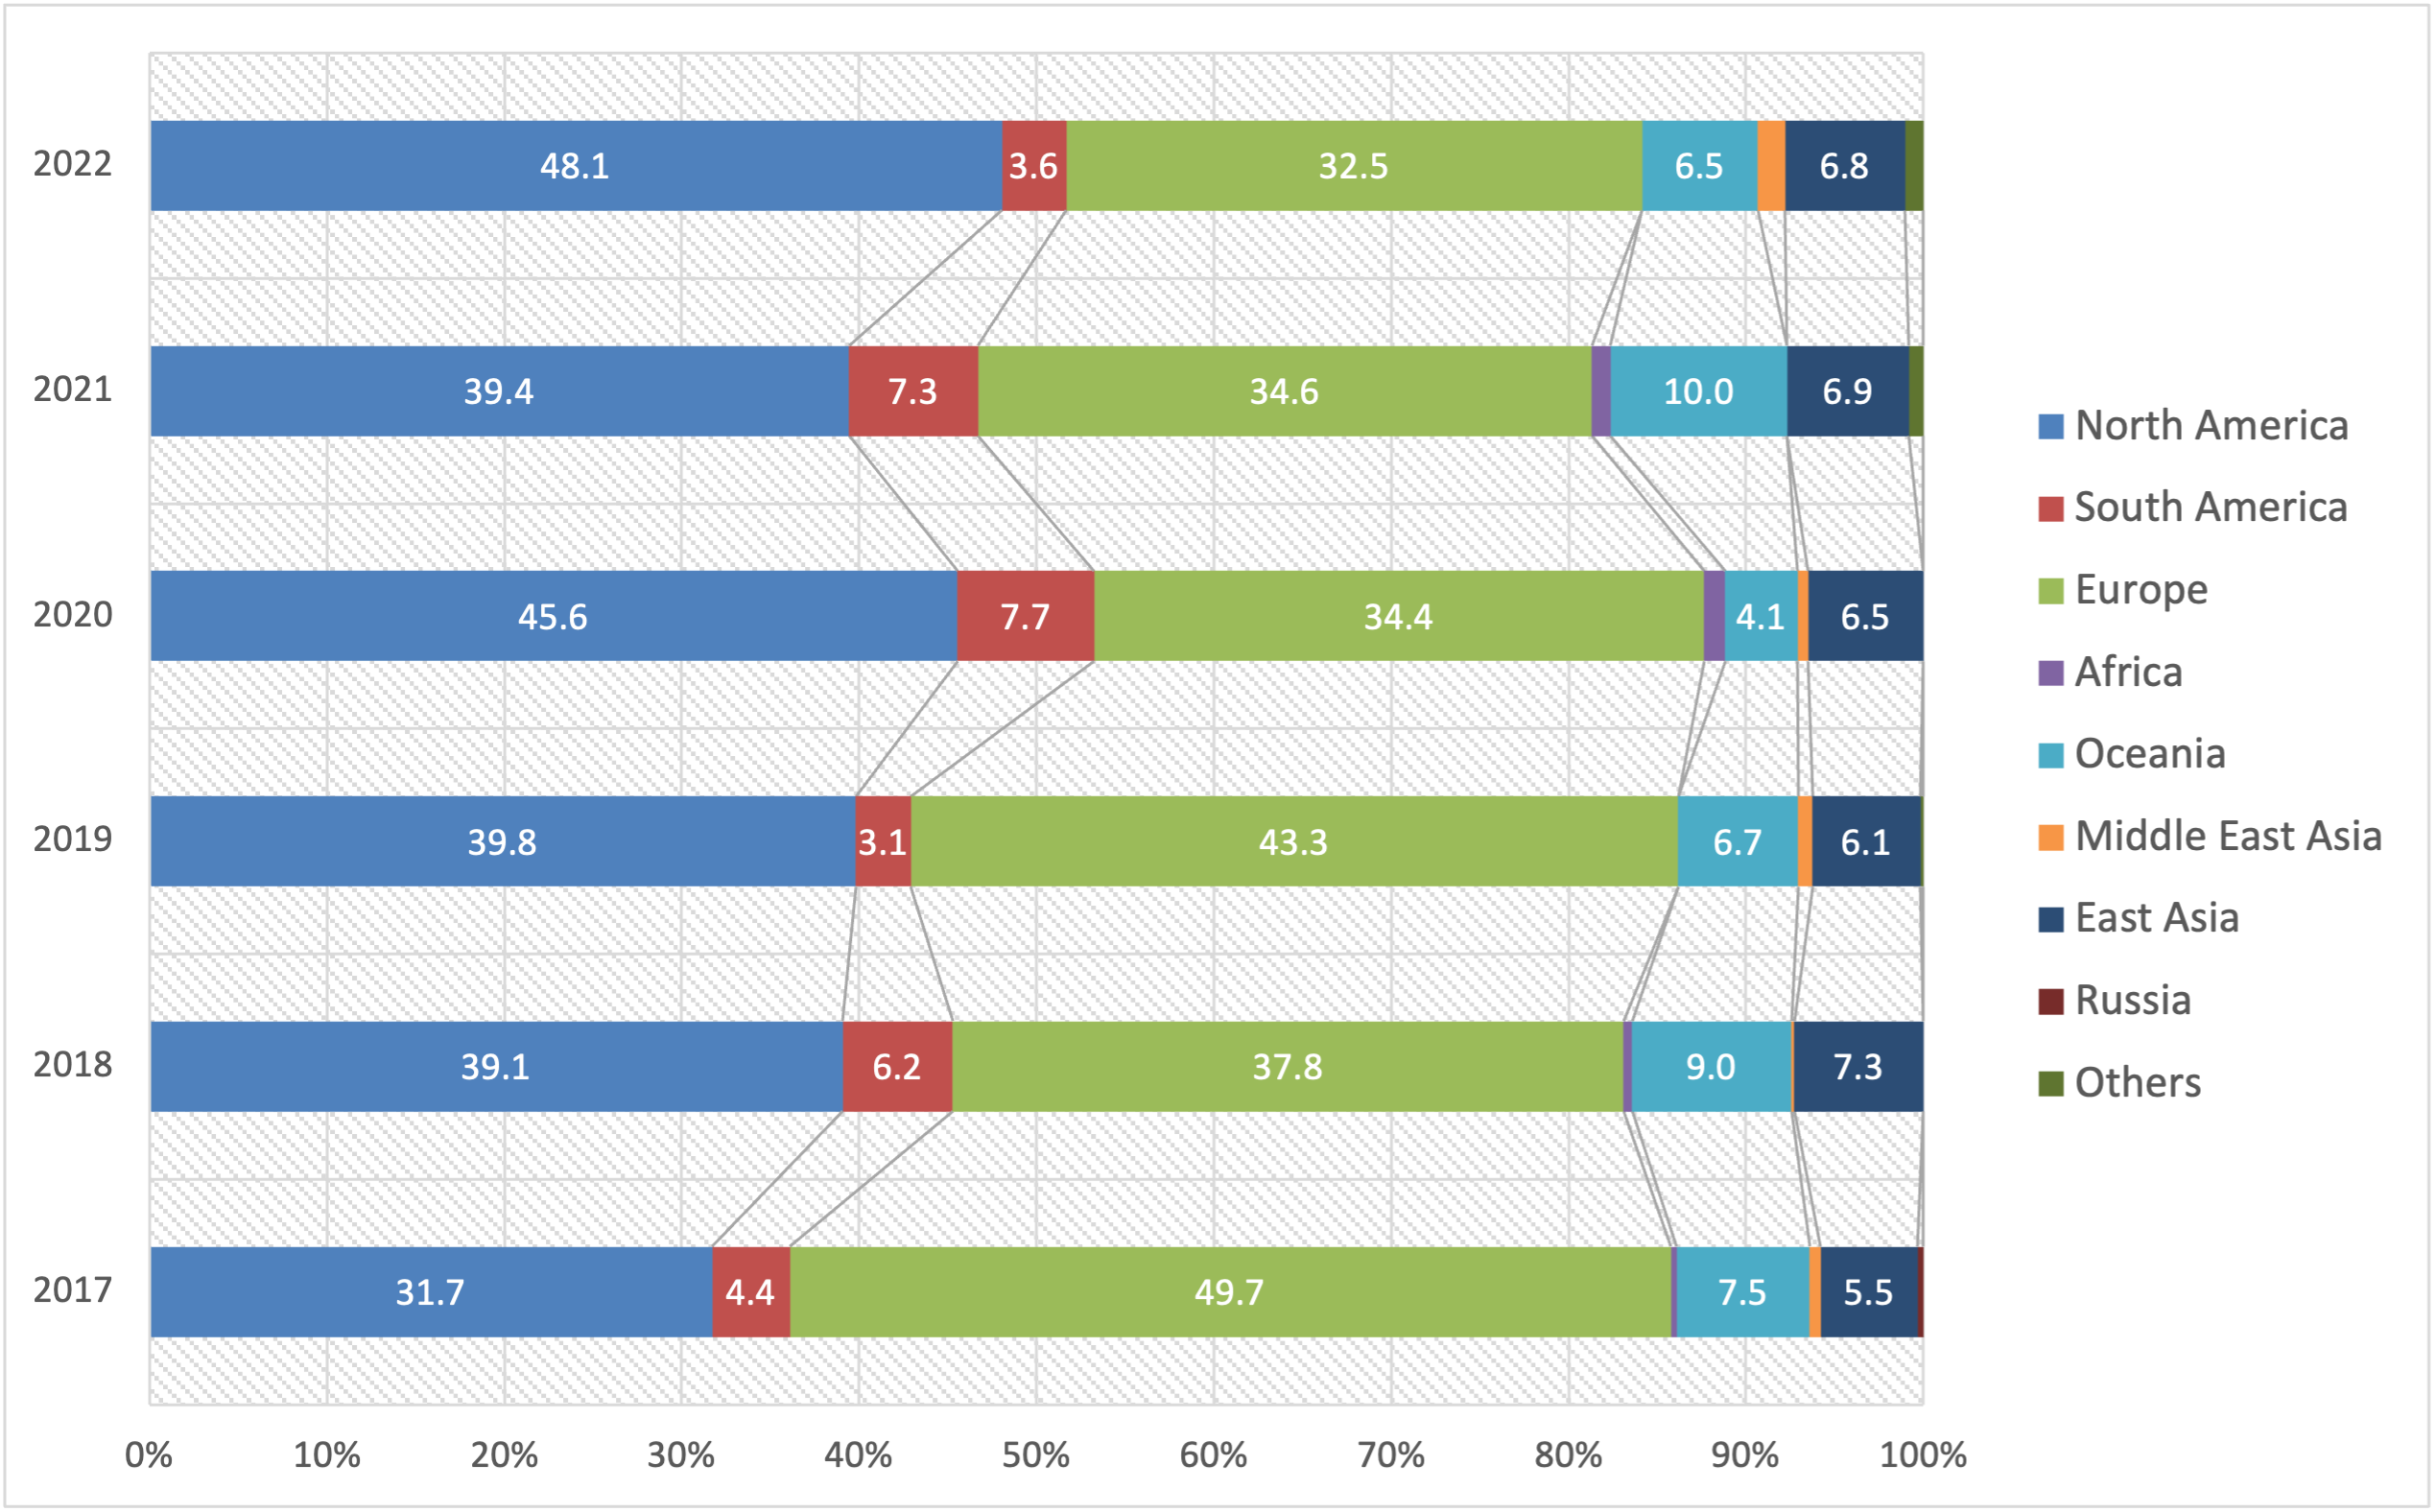 2022
48.1 3.6 32.5 6.5 6.8
2021
39.4 7.3 34.6 10.0 6.9
2020
45.6 7.7 34.4 4.1 6.5
2019
39.8 3.1 43.3 6.7 6.1
2018
39.1 6.2 37.8 9.0 7.3
2017
31.7 4.4 49.7 7.5 5.5
0% 10% 20% 30% 40% 50% 60% 70% 80% 90% 100%
North America
South America
Europe
Africa
Oceania
Middle East Asia
East Asia
Russia
Others